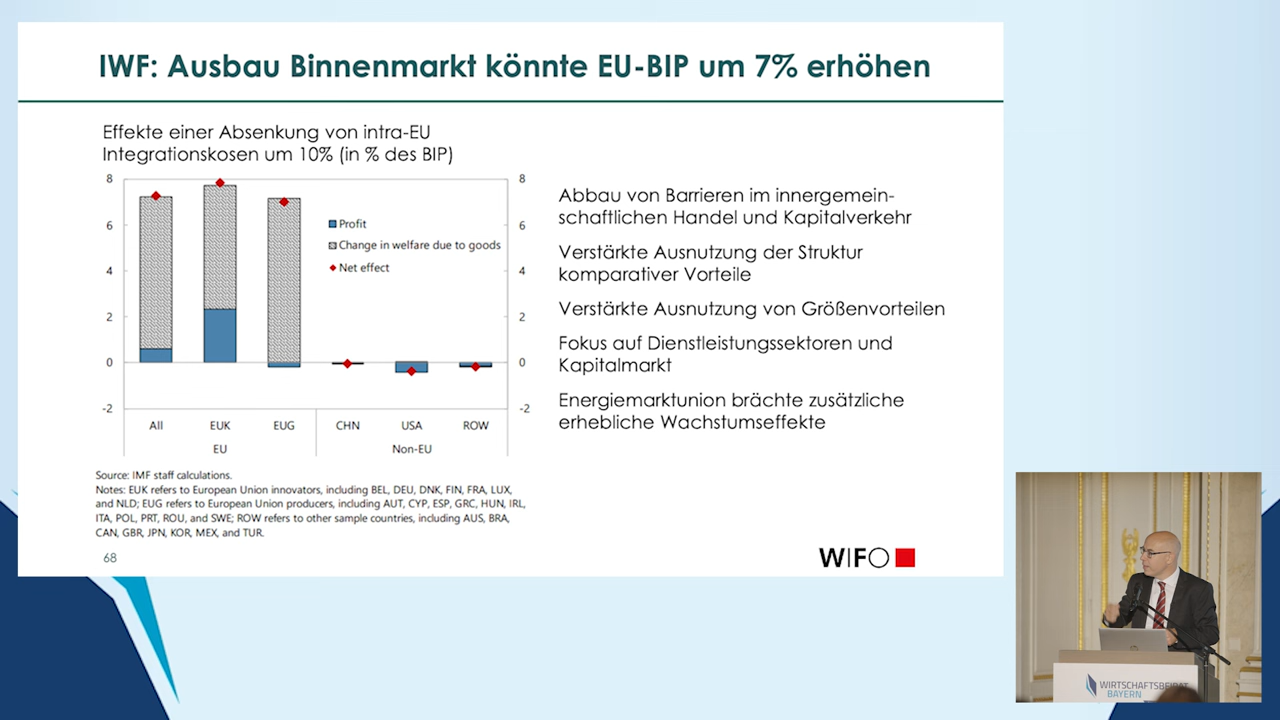 IWF: Ausbau Binnenmarkt könnte EU-BIP um 7% erhöhen
Effekte einer Absenkung von intra-EU
Integrationskosen um 10% (in % des BIP)
8
6
4
2
0
-2
8
6
4
2
0
-2
Profit
Change in welfare due to goods
Net effect
All EUK EUG CHN USA ROW
EU Non-EU
Source: IMF staff calculations.
Notes: EUK refers to European Union innovators, including BEL, DEU, DNK, FIN, FRA, LUX,
and NLD; EUG refers to European Union producers, including AUT, CYP, ESP, GRC, HUN, IRL,
ITA, POL, PRT, ROU, and SWE; ROW refers to other sample countries, including AUS, BRA,
CAN, GBR, JPN, KOR, MEX, and TUR.
Abbau von Barrieren im innergemein-
schaftlichen Handel und Kapitalverkehr
Verstärkte Ausnutzung der Struktur
komparativer Vorteile
Verstärkte Ausnutzung von Größenvorteilen
Fokus auf Dienstleistungssektoren und
Kapitalmarkt
Energiemarktunion brächte zusätzliche
erhebliche Wachstumseffekte
68
WIFO
WIRTSCHAFTSBEIRAT
BAYERN